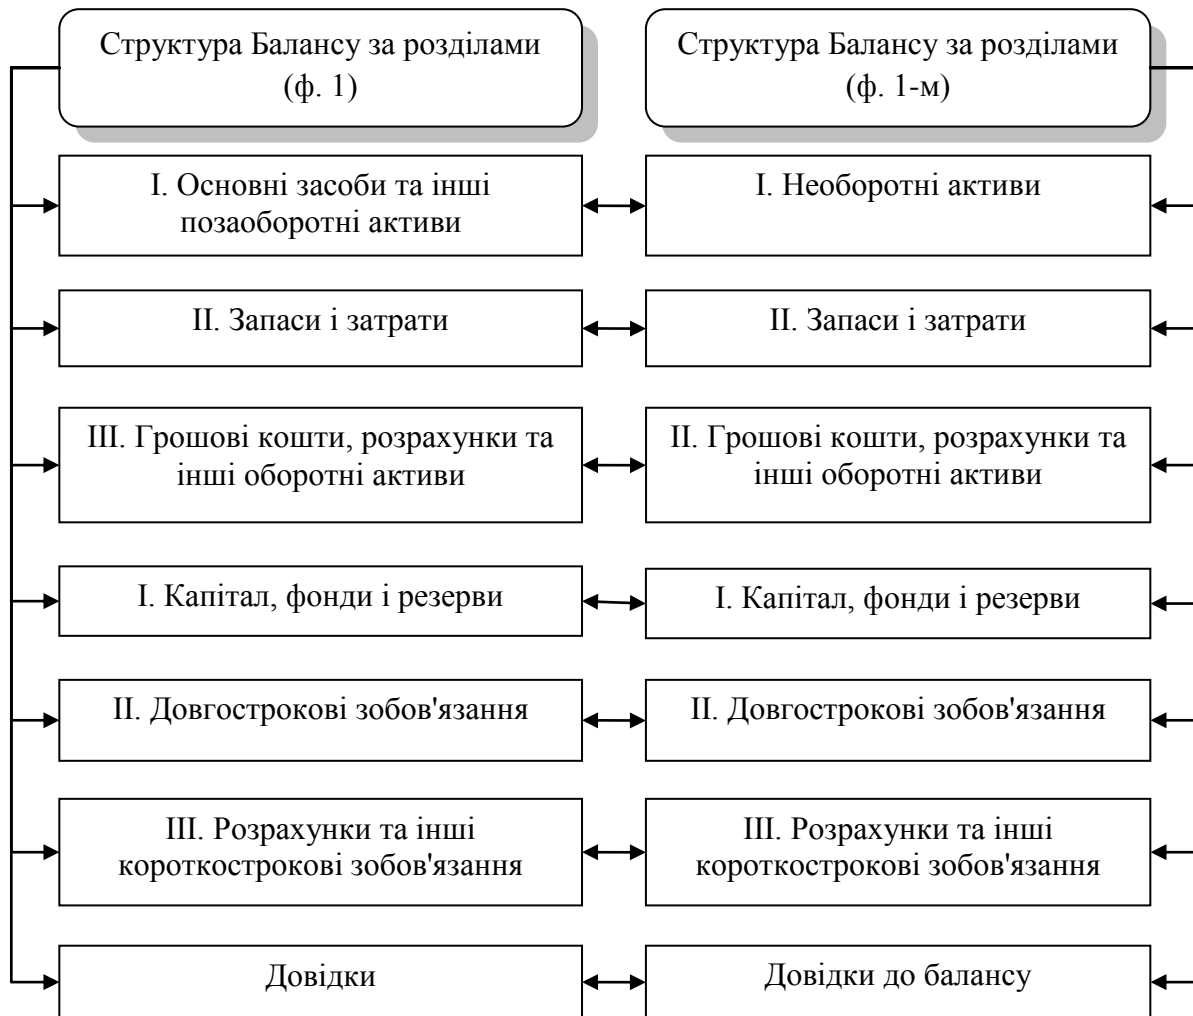 Структура Балансу за розділами
(ф. 1)
Структура Балансу за розділами
(ф. 1-м)
І. Основні засоби та інші
позаоборотні активи
І. Необоротні активи
ІІ. Запаси і затрати
ІІ. Запаси і затрати
ІІІ. Грошові кошти, розрахунки та
інші оборотні активи
ІІ. Грошові кошти, розрахунки та
інші оборотні активи
І. Капітал, фонди і резерви
І. Капітал, фонди і резерви
ІІ. Довгострокові зобов'язання
ІІ. Довгострокові зобов'язання
ІІІ. Розрахунки та інші
короткострокові зобов'язання
ІІІ. Розрахунки та інші
короткострокові зобов'язання
Довідки
Довідки до балансу